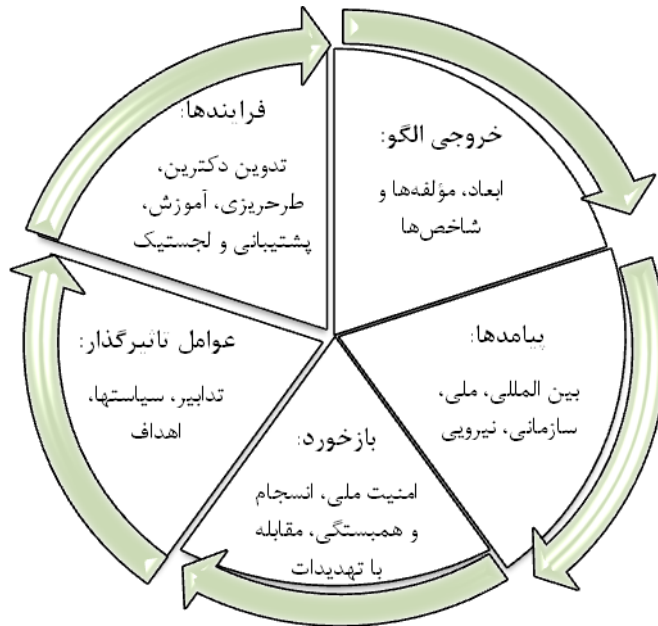 فرایندها:
تدوین دکترین،
طرحریزی، آموزش،
پشتیبانی و لجستیک
خروجی الگو:
ابعاد، مؤلفه‌ها و
شاخص‌ها
پیامدها:
بین المللی، ملی،
سازمانی، نیرویی
بازخورد:
امنیت ملی، انسجام
و همبستگی، مقابله
با تهدیدات
عوامل تاثیرگذار:
تدابیر، سیاستها،
اهداف